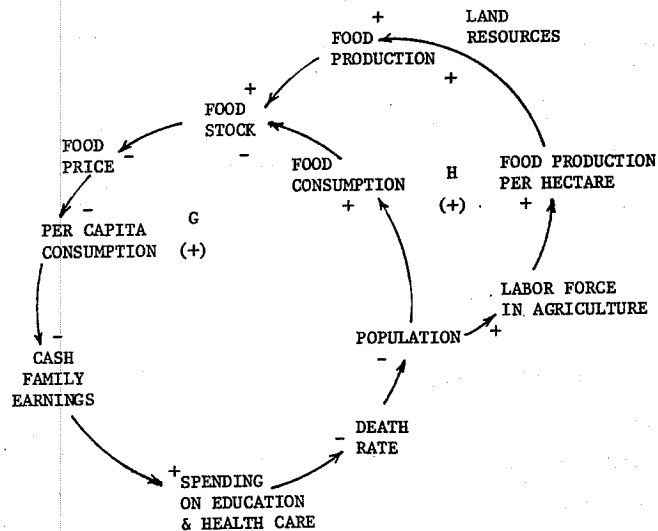 LAND
RESOURCES
+
FOOD
PRODUCTION
+
+
FOOD
STOCK
-
FOOD
PRICE -
FOOD
CONSUMPTION
+
H
(+)
FOOD PRODUCTION
PER HECTARE
+
-
PER CAPITA
CONSUMPTION
G
(+)
LABOR FORCE
IN AGRICULTURE
+
POPULATION
-
-
CASH
FAMILY
EARNINGS
DEATH
RATE
-
+
SPENDING
ON EDUCATION
& HEALTH CARE